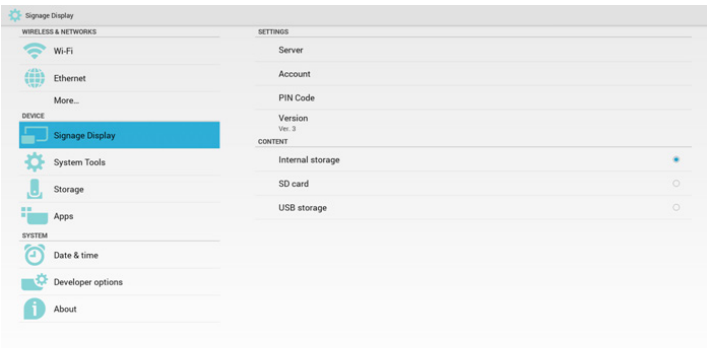 Signage Display
WIRELESS & NETWORKS
Wi-Fi
Ethernet
More...
DEVICE
Signage Display
System Tools
Storage
Apps
SYSTEM
Date & time
Developer options
About
SETTINGS
Server
Account
PIN Code
Version
Ver. 3
CONTENT
Internal storage
SD card
USB storage